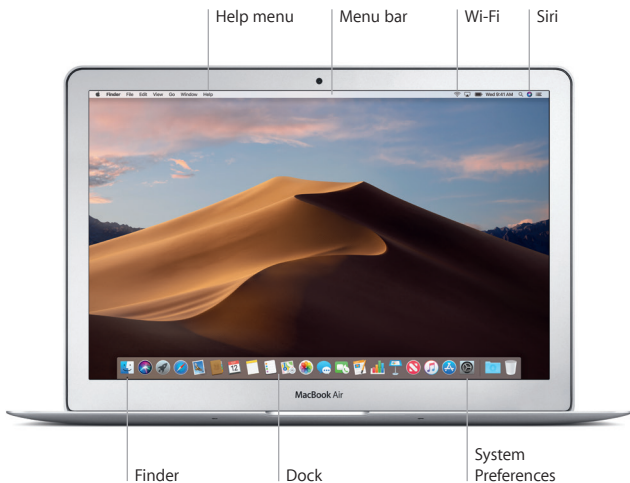 Help menu
Menu bar
Wi-Fi
Siri
Finder File Edit View Go Window Help
Wed 9:41 AM
12
MacBook Air
Finder
Dock
System
Preferences